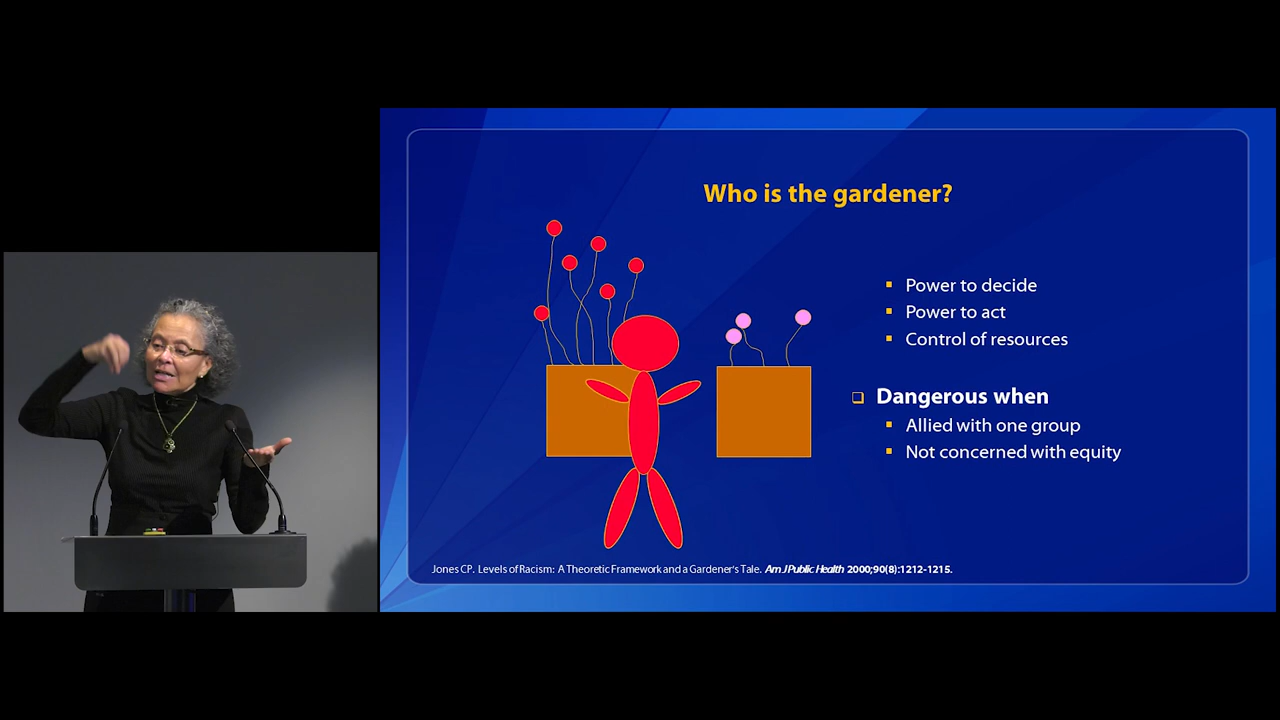 Who is the gardener?
Power to decide
Power to act
Control of resources
Dangerous when
Allied with one group
Not concerned with equity
Jones CP. Levels of Racism: A Theoretic Framework and a Gardener's Tale. Am J Public Health 2000;90(8):1212-1215.